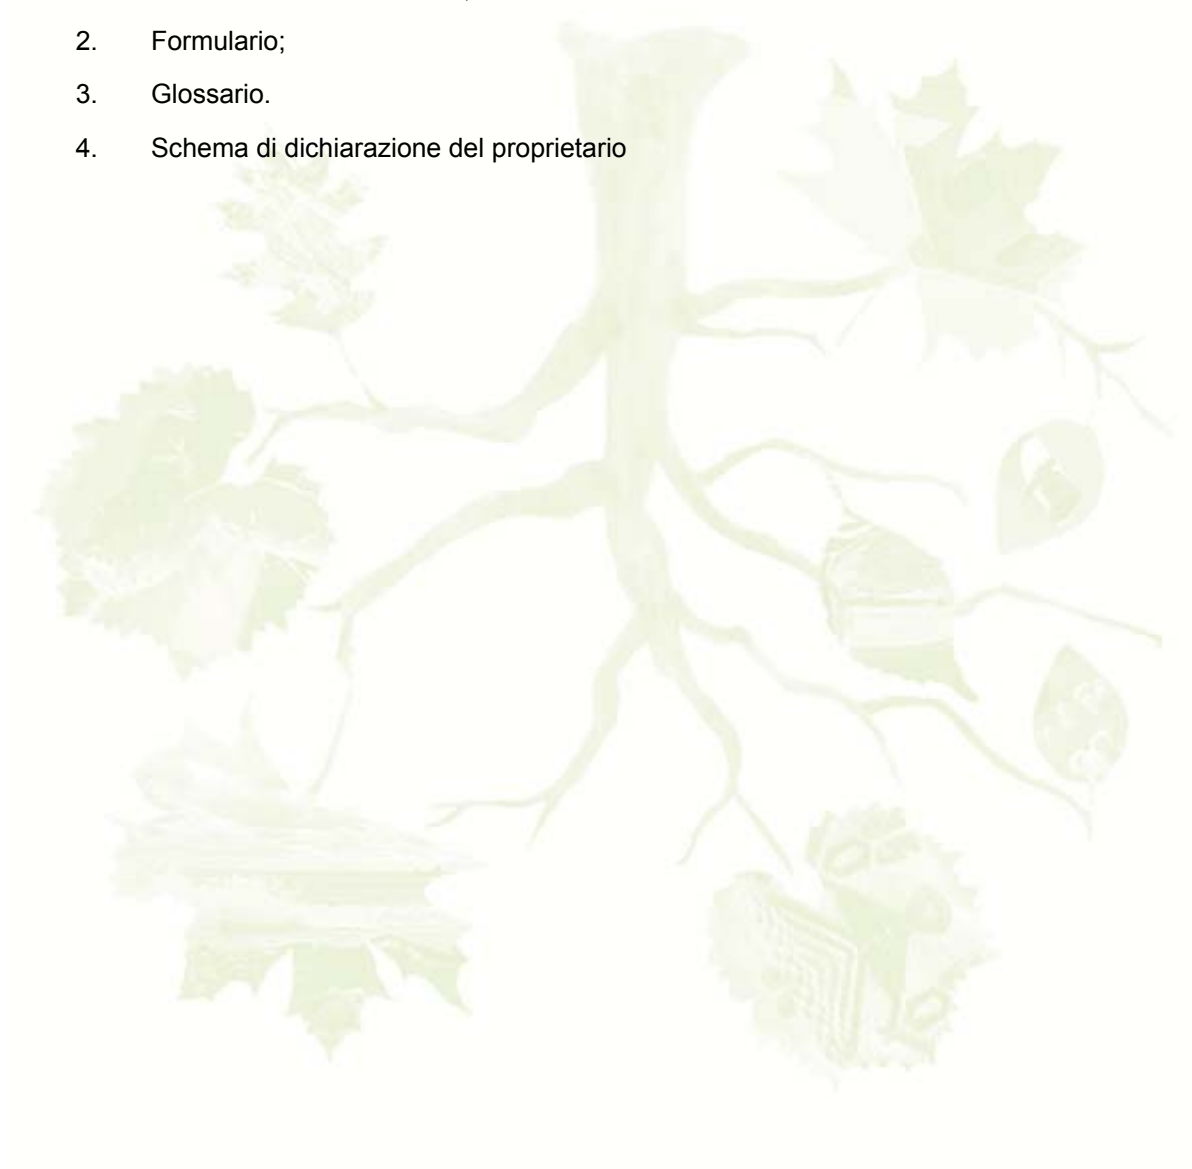 2. Formulario;
3. Glossario.
4. Schema di dichiarazione del proprietario